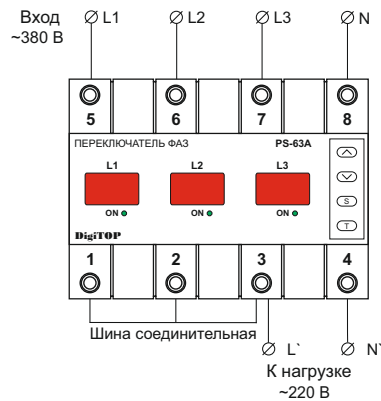 Вход
~380 В
L1 L2 L3 N
5 6 7 8
ПЕРЕКЛЮЧАТЕЛЬ ФАЗ PS-63A
L1 L2 L3
ON ON ON
S
T
DigiTOP
1 2 3 4
Шина соединительная
L` N`
К нагрузке
~220 В